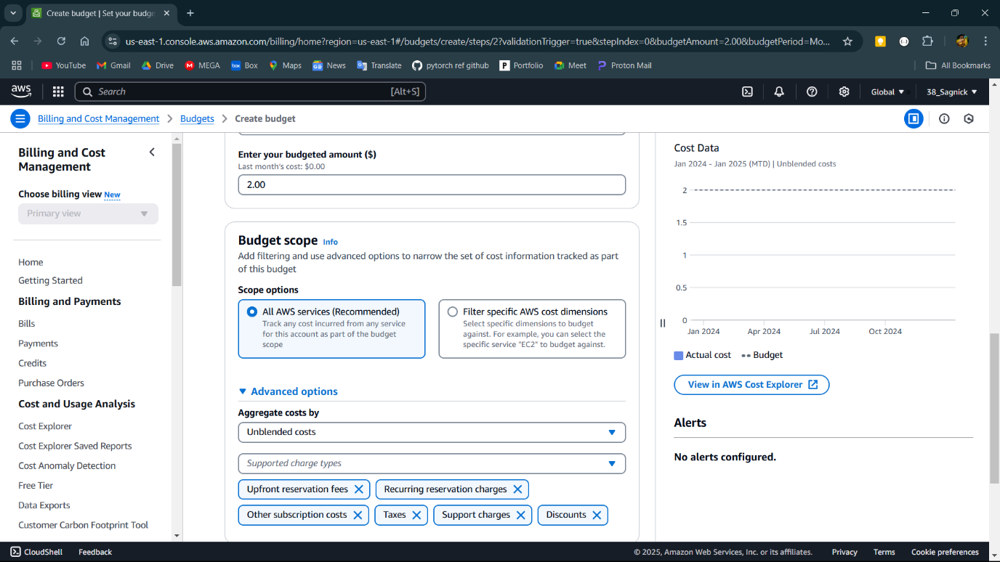 Create budget | Set your budge
us-east-1.console.aws.amazon.com/billing/home?region=us-east-1#/budgets/create/steps/2?validationTrigger=true&stepIndex=0&budgetAmount=2.00&budgetPeriod=Mo...
YouTube Gmail Drive MEGA Box Maps News Translate pytorch ref github Portfolio Meet Proton Mail All Bookmarks
aws Search [Alt+S] Global 38_Sagnick
Billing and Cost Management Budgets Create budget
Billing and Cost
Management
Choose billing view New
Primary view
Home
Getting Started
Billing and Payments
Bills
Payments
Credits
Purchase Orders
Cost and Usage Analysis
Cost Explorer
Cost Explorer Saved Reports
Cost Anomaly Detection
Free Tier
Data Exports
Customer Carbon Footprint Tool
Enter your budgeted amount ($)
Last month's cost: $0.00
2.00
Budget scope Info
Add filtering and use advanced options to narrow the set of cost information tracked as part
of this budget
Scope options
All AWS services (Recommended)
Track any cost incurred from any service
for this account as part of the budget
scope
Filter specific AWS cost dimensions
Select specific dimensions to budget
against. For example, you can select the
specific service "EC2" to budget against.
Advanced options
Aggregate costs by
Unblended costs
Supported charge types
Upfront reservation fees Recurring reservation charges
Other subscription costs Taxes Support charges Discounts
Cost Data
Jan 2024 - Jan 2025 (MTD) | Unblended costs
2
1.5
1
0.5
0
Jan 2024 Apr 2024 Jul 2024 Oct 2024
Actual cost Budget
View in AWS Cost Explorer
Alerts
No alerts configured.
CloudShell Feedback © 2025, Amazon Web Services, Inc. or its affiliates. Privacy Terms Cookie preferences